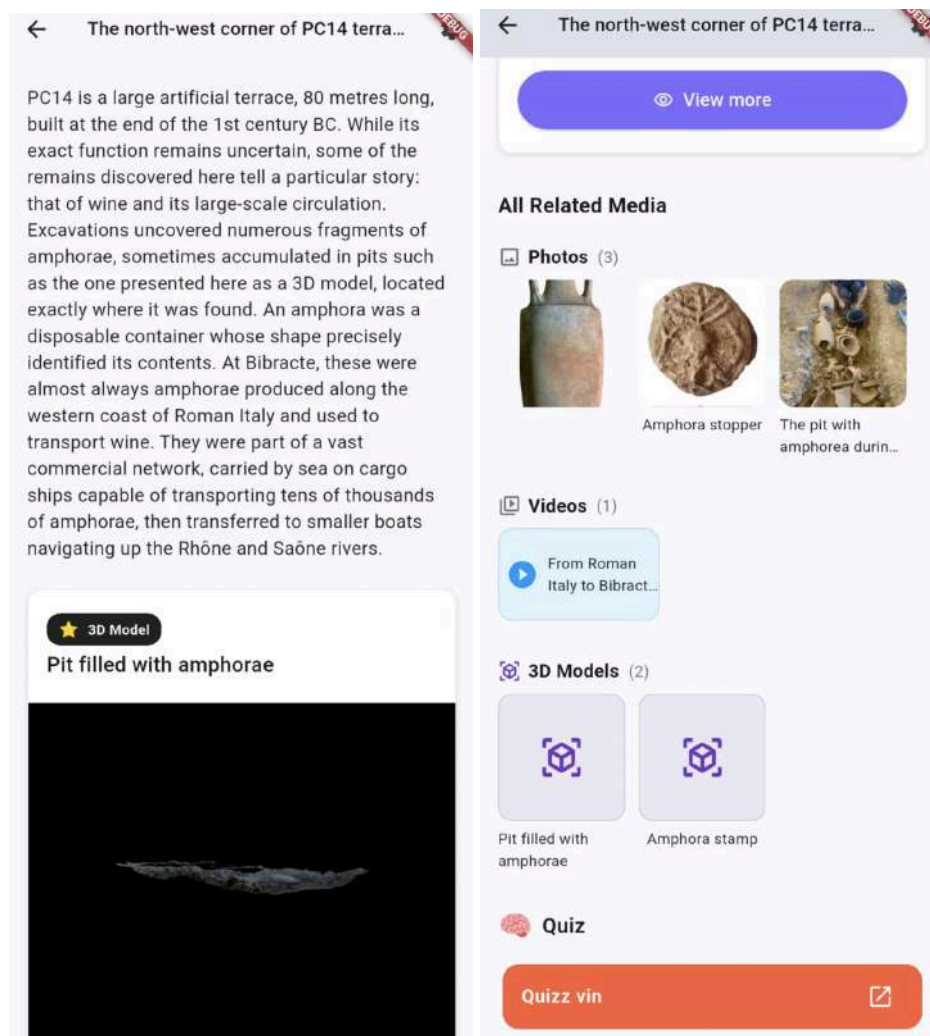 The north-west corner of PC14 terra...
DEBUG
PC14 is a large artificial terrace, 80 metres long,
built at the end of the 1st century BC. While its
exact function remains uncertain, some of the
remains discovered here tell a particular story:
that of wine and its large-scale circulation.
Excavations uncovered numerous fragments of
amphorae, sometimes accumulated in pits such
as the one presented here as a 3D model, located
exactly where it was found. An amphora was a
disposable container whose shape precisely
identified its contents. At Bibracte, these were
almost always amphorae produced along the
western coast of Roman Italy and used to
transport wine. They were part of a vast
commercial network, carried by sea on cargo
ships capable of transporting tens of thousands
of amphorae, then transferred to smaller boats
navigating up the Rhône and Saône rivers.
3D Model
Pit filled with amphorae
The north-west corner of PC14 terra...
DEBUG
View more
All Related Media
Photos (3)
Amphora stopper
The pit with
amphorea durin...
Videos (1)
From Roman
Italy to Bibract...
3D Models (2)
Pit filled with
amphorae
Amphora stamp
Quiz
Quizz vin